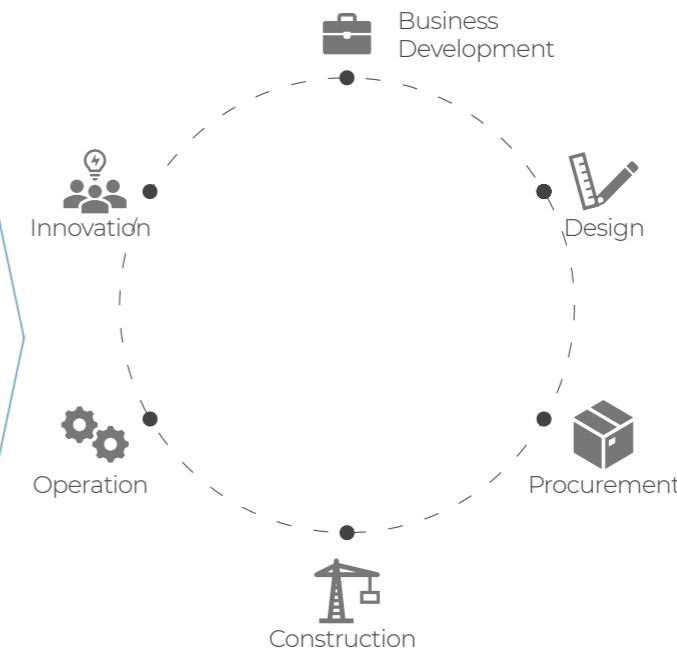 Business
Development
Innovation
Design
Operation
Procurement
Construction